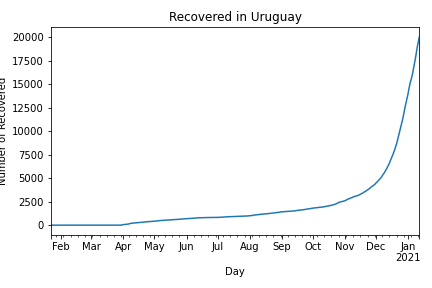 Recovered in Uruguay
20000
17500
15000
12500
10000
7500
5000
2500
0
Number of Recovered
Feb Mar Apr May Jun Jul Aug Sep Oct Nov Dec Jan
2021
Day